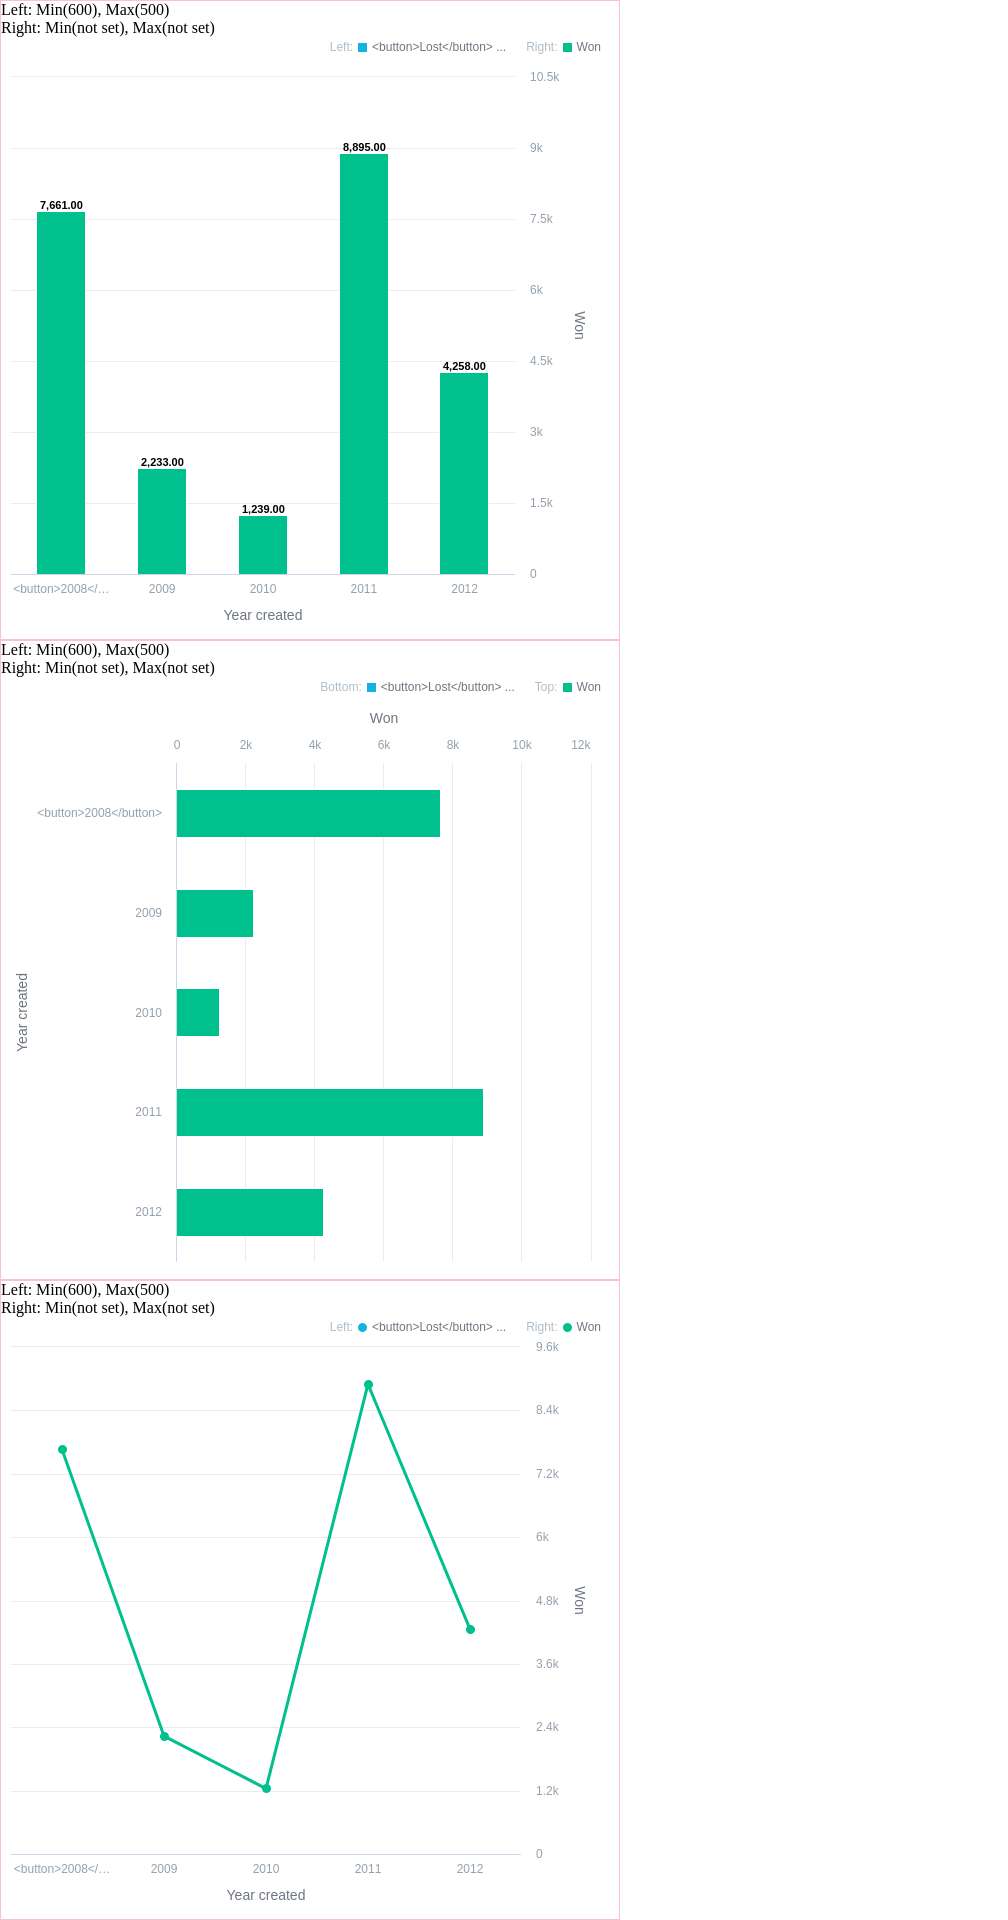 Left: Min(600), Max(500)
Right: Min(not set), Max(not set)
Left: <button>Lost</button> ... Right: Won
10.5k
9k
8,895.00
7,661.00
7.5k
6k
Won
4.5k
4,258.00
3k
2,233.00
1,239.00
1.5k
0
<button>2008</… 2009 2010 2011 2012
Year created
Left: Min(600), Max(500)
Right: Min(not set), Max(not set)
Bottom: <button>Lost</button> ... Top: Won
Won
0 2k 4k 6k 8k 10k 12k
<button>2008</button>
2009
Year created
2010
2011
2012
Left: Min(600), Max(500)
Right: Min(not set), Max(not set)
Left: <button>Lost</button> ... Right: Won
9.6k
8.4k
7.2k
6k
4.8k
Won
3.6k
2.4k
1.2k
0
<button>2008</… 2009 2010 2011 2012
Year created